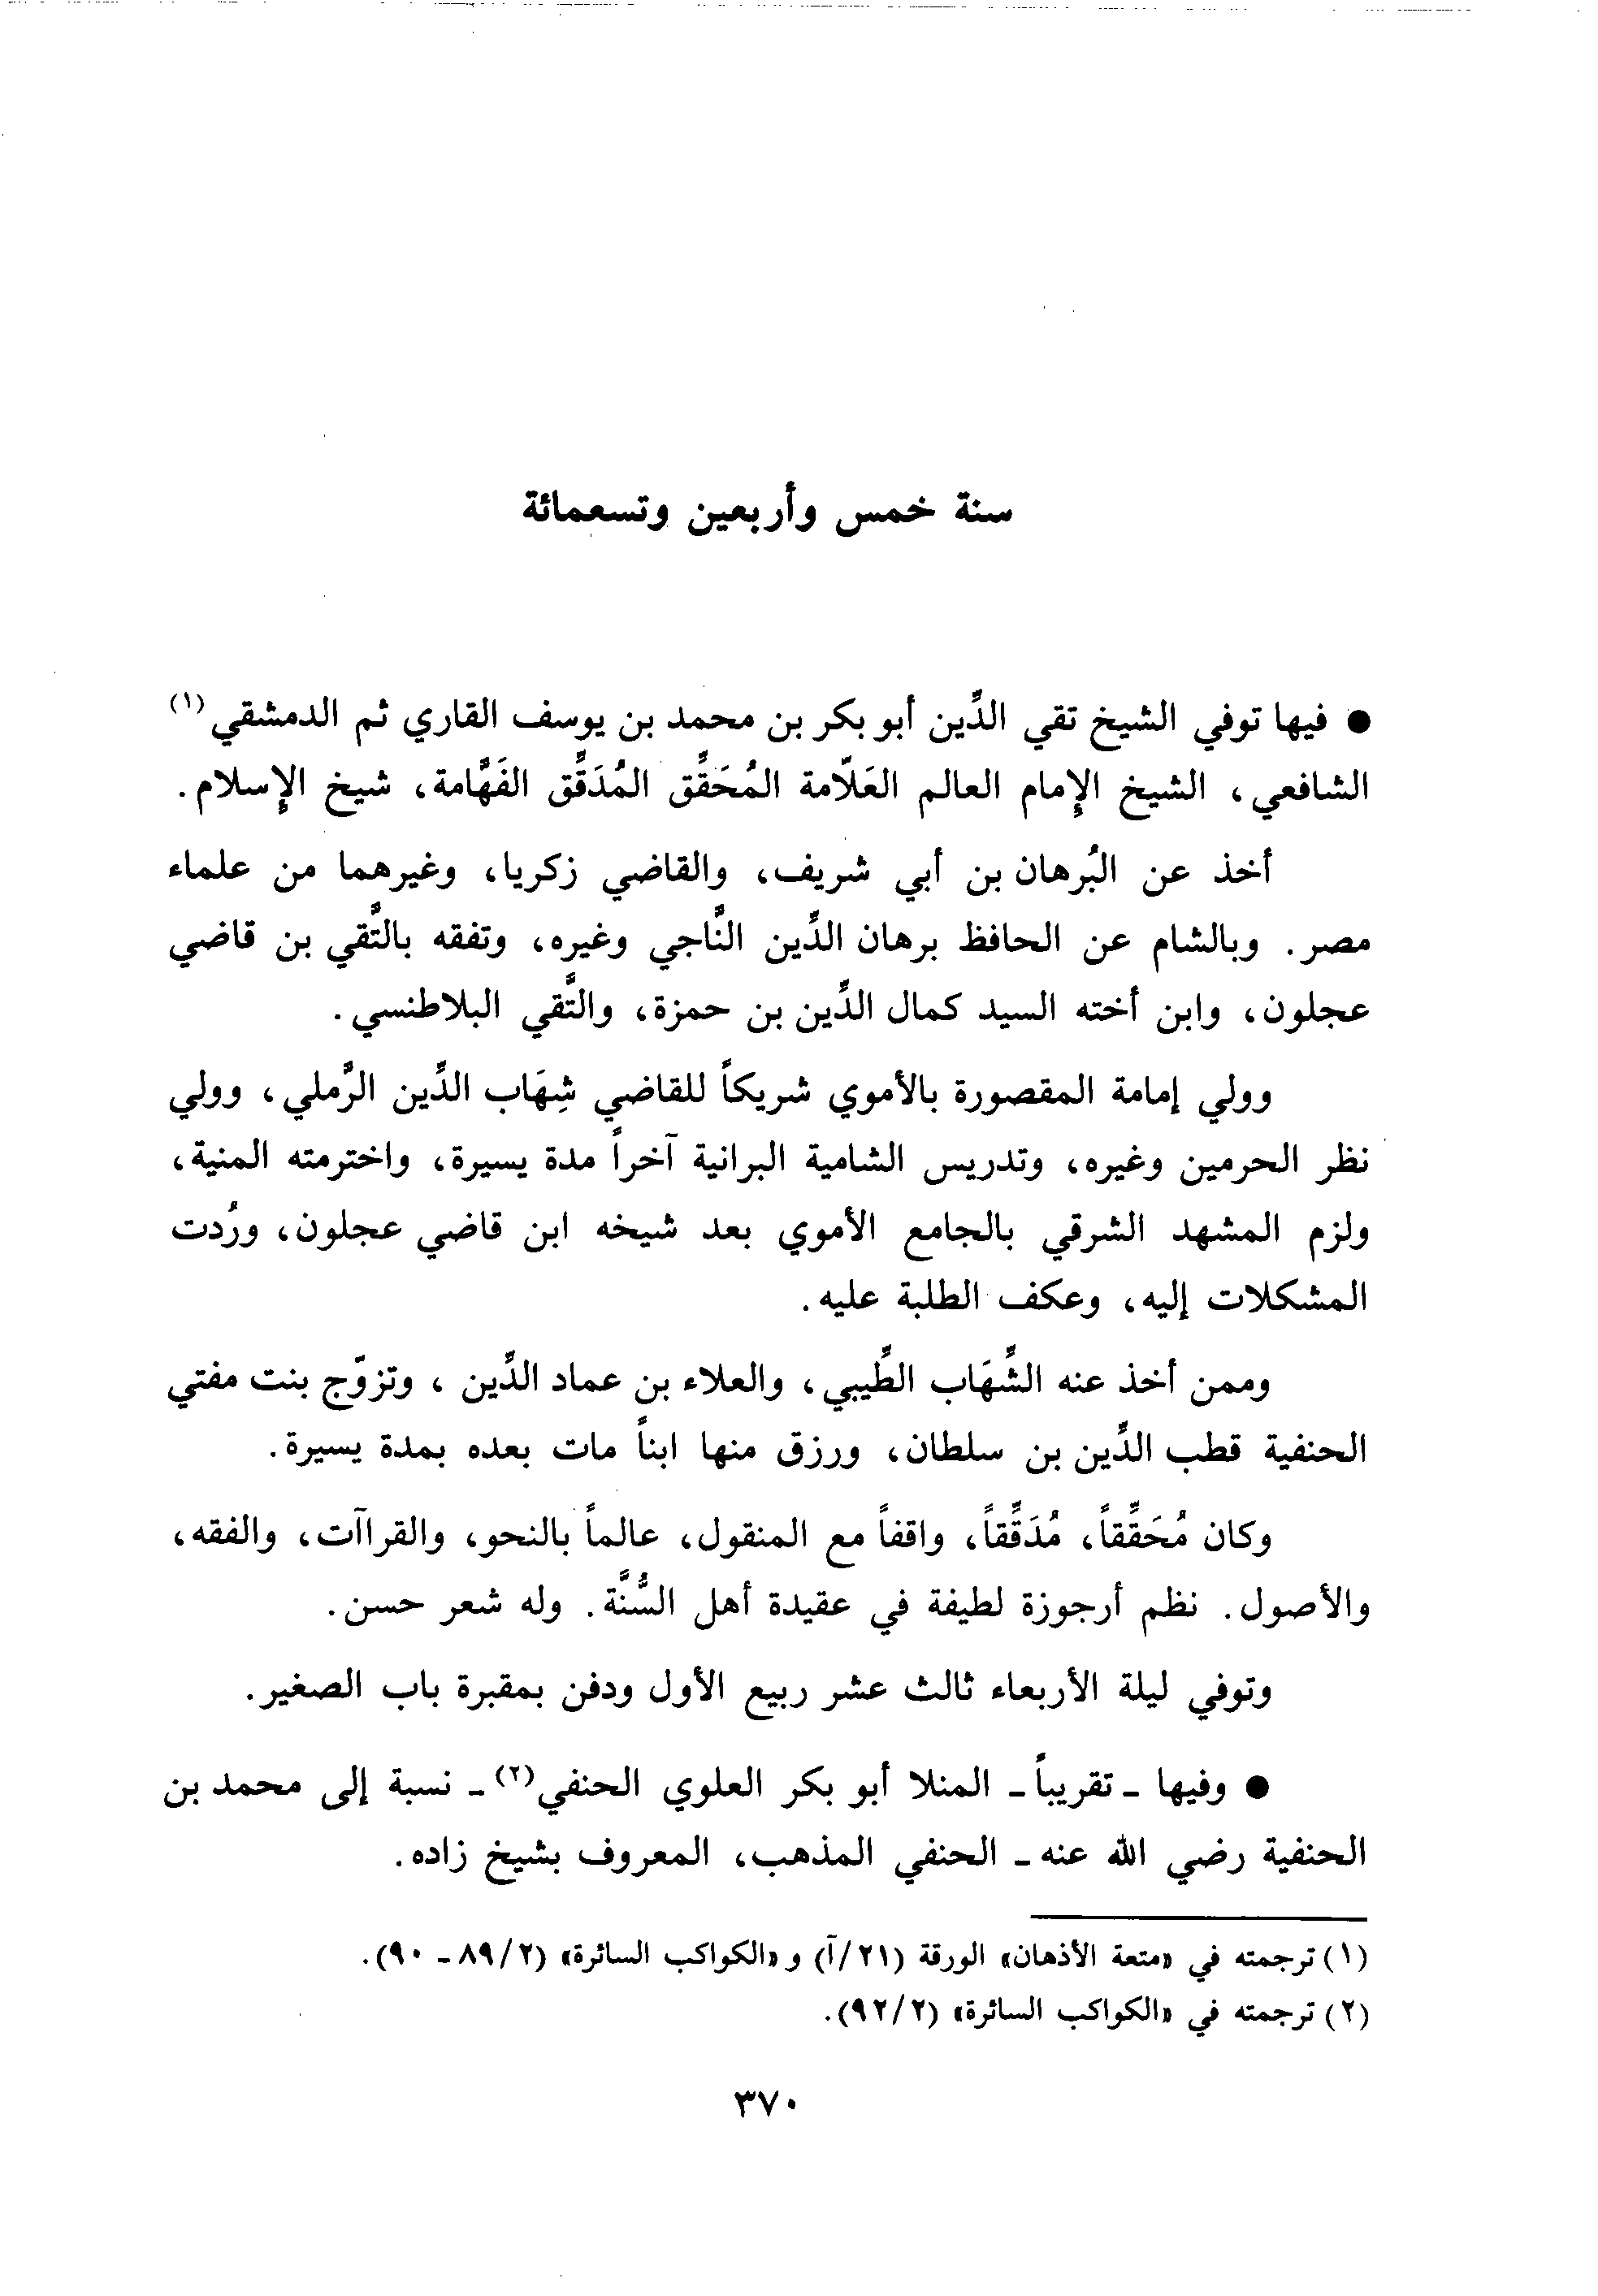 سنة خمس وأربعين وتسعمائة
● فيها توفي الشيخ تقي الدِّين أبو بكر بن محمد بن يوسف القاري ثم الدمشقي (١)
الشافعي، الشيخ الإِمام العالم العَلّامة المُحَقِّق المُدَقِّق الفَهَّامة، شيخ الإِسلام.
أخذ عن البُرهان بن أبي شريف، والقاضي زكريا، وغيرهما من علماء
مصر. وبالشام عن الحافظ برهان الدِّين النَّاجي وغيره، وتفقه بالتَّقي بن قاضي
عجلون، وابن أخته السيد كمال الدِّين بن حمزة، والتَّقي البلاطنسي.
وولي إمامة المقصورة بالأموي شريكاً للقاضي شِهَاب الدِّين الرَّملي، وولي
نظر الحرمين وغيره، وتدريس الشامية البرانية آخراً مدة يسيرة، واخترمته المنية،
ولزم المشهد الشرقي بالجامع الأموي بعد شيخه ابن قاضي عجلون، ورُدت
المشكلات إليه، وعكف الطلبة عليه.
وممن أخذ عنه الشِّهَاب الطِّيبي، والعلاء بن عماد الدِّين ، وتزوّج بنت مفتي
الحنفية قطب الدِّين بن سلطان، ورزق منها ابناً مات بعده بمدة يسيرة.
وكان مُحَقِّقاً، مُدَقِّقاً، واقفاً مع المنقول، عالماً بالنحو، والقراآت، والفقه،
والأصول. نظم أرجوزة لطيفة في عقيدة أهل السُّنَّة. وله شعر حسن.
وتوفي ليلة الأربعاء ثالث عشر ربيع الأول ودفن بمقبرة باب الصغير.
● وفيها ـ تقريباً ـ المنلا أبو بكر العلوي الحنفي (٢) ـ نسبة إلى محمد بن
الحنفية رضي الله عنه ـ الحنفي المذهب، المعروف بشيخ زاده.
(١) ترجمته في «متعة الأذهان» الورقة (٢١/آ) و «الكواكب السائرة» (٢/ ٨٩ ـ ٩٠).
(٢) ترجمته في «الكواكب السائرة» (٢/ ٩٢).
٣٧٠